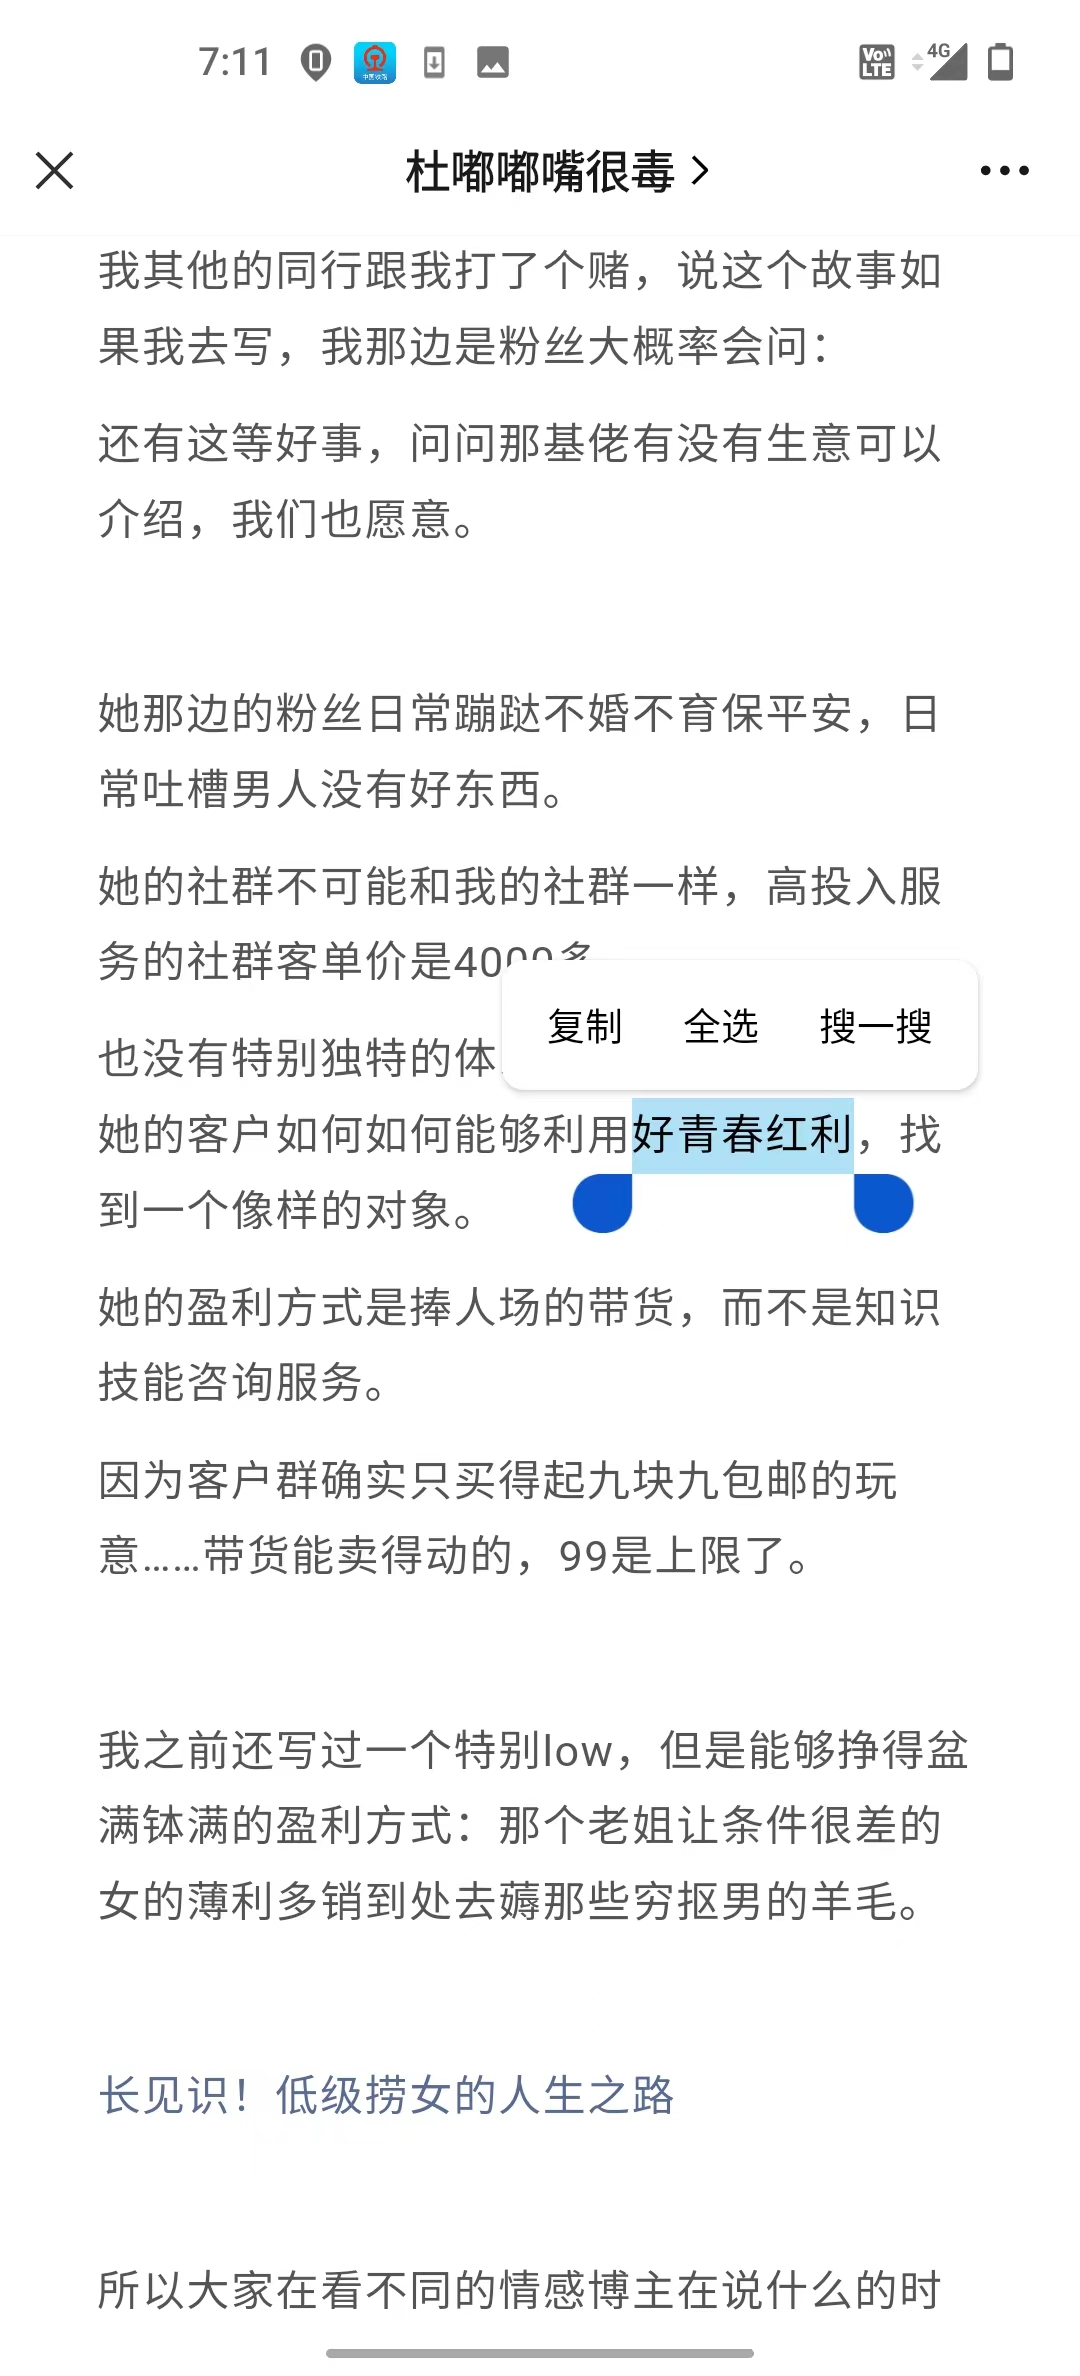 7:11
VoLTE
4G
杜嘟嘟嘴很毒
我其他的同行跟我打了个赌，说这个故事如
果我去写，我那边是粉丝大概率会问：
还有这等好事，问问那基佬有没有生意可以
介绍，我们也愿意。
她那边的粉丝日常蹦跶不婚不育保平安，日
常吐槽男人没有好东西。
她的社群不可能和我的社群一样，高投入服
务的社群客单价是4000多
复制 全选 搜一搜
也没有特别独特的体
她的客户如何如何能够利用好青春红利，找
到一个像样的对象。
她的盈利方式是捧人场的带货，而不是知识
技能咨询服务。
因为客户群确实只买得起九块九包邮的玩
意……带货能卖得动的，99是上限了。
我之前还写过一个特别low，但是能够挣得盆
满钵满的盈利方式：那个老姐让条件很差的
女的薄利多销到处去薅那些穷抠男的羊毛。
长见识！低级捞女的人生之路
所以大家在看不同的情感博主在说什么的时